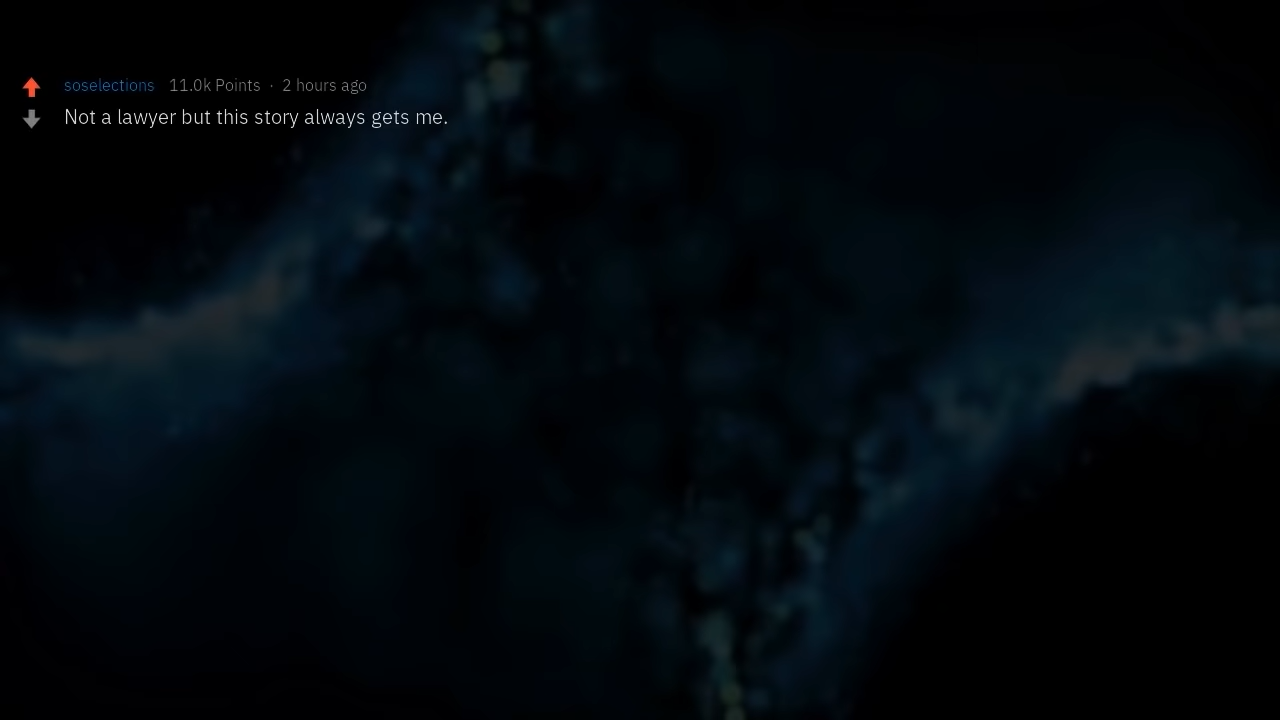 soselections 11.0k Points · 2 hours ago
Not a lawyer but this story always gets me.